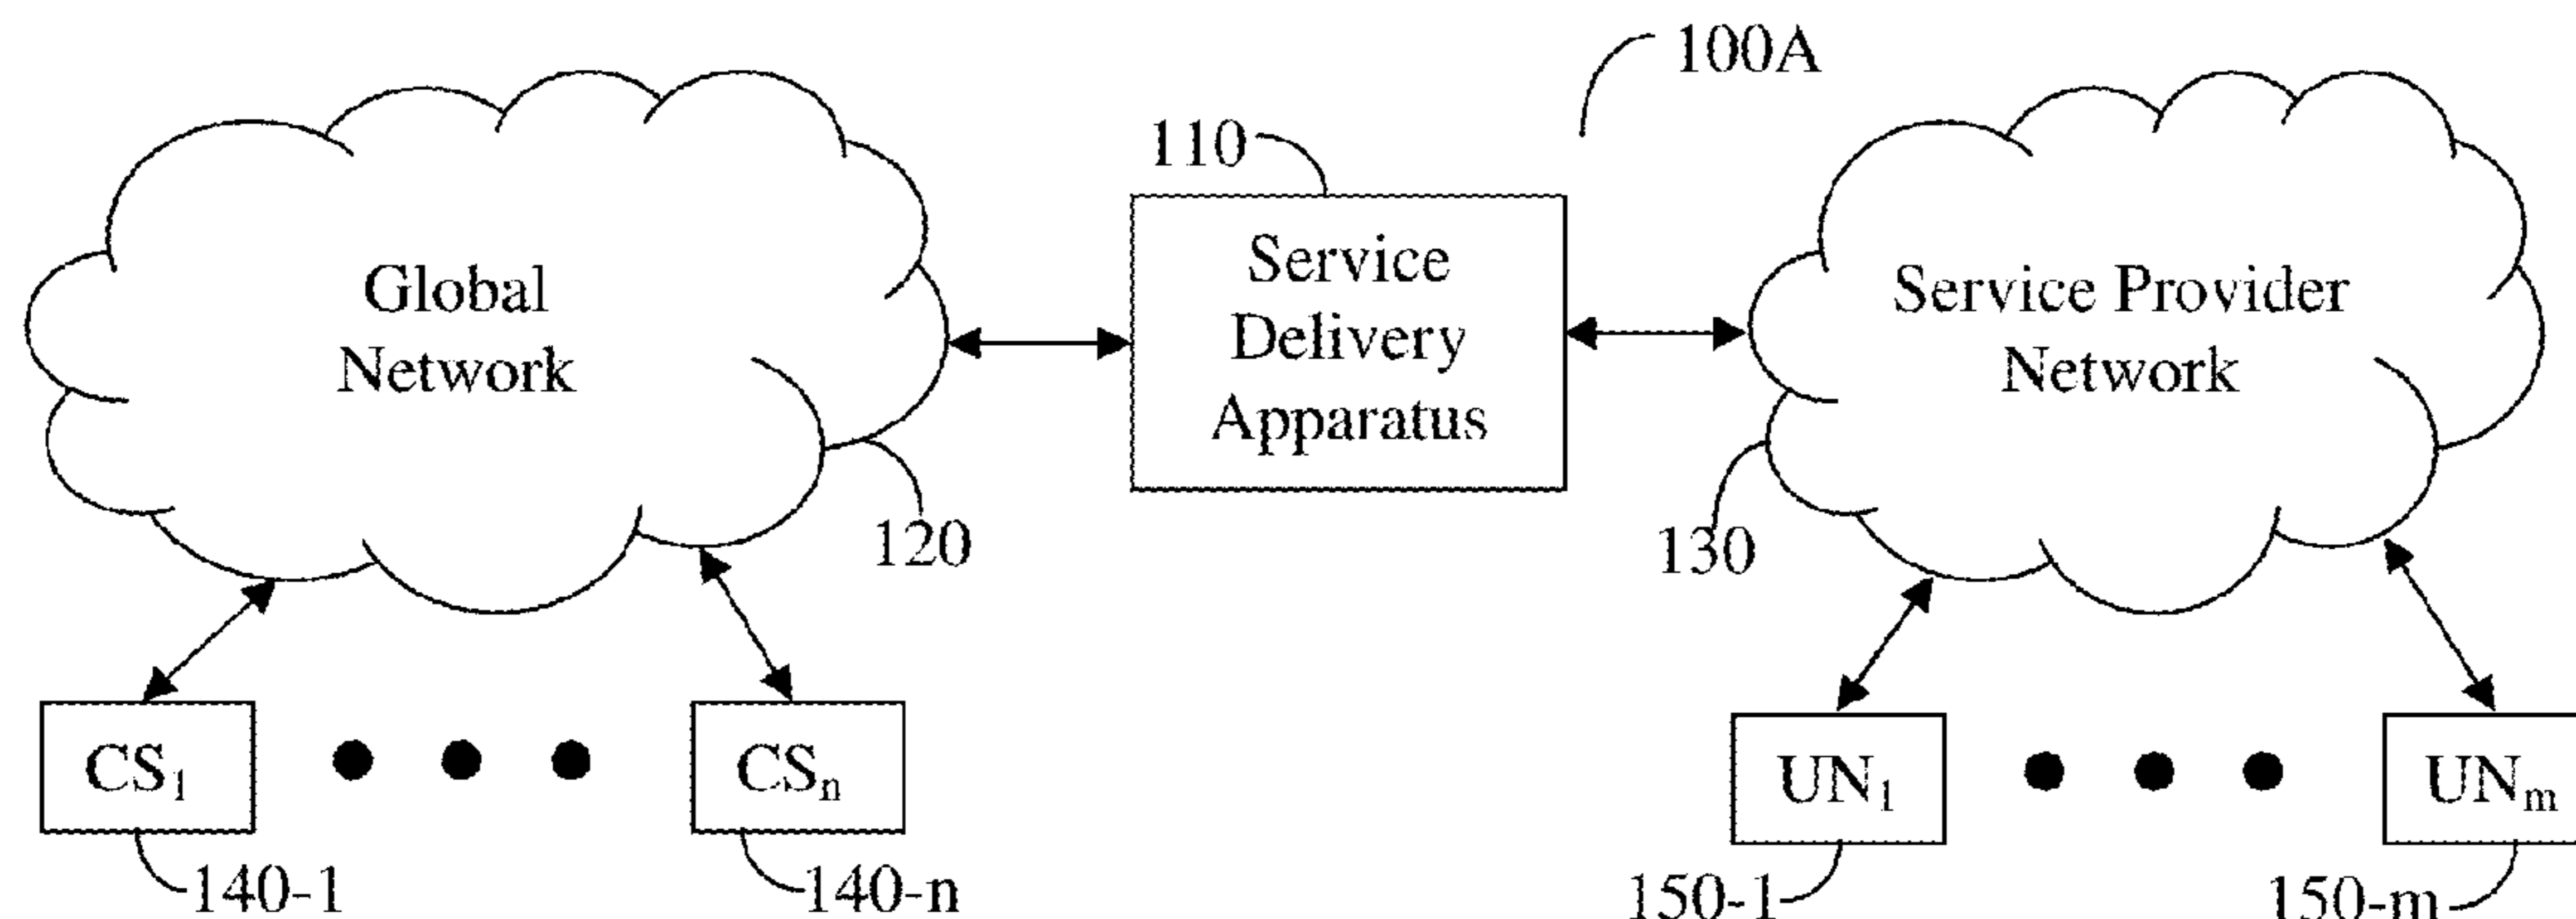 100A
110
Global
Network
Service
Delivery
Apparatus
Service Provider
Network
120
130
CS₁
CSₙ
UN₁
UNₘ
140-1
140-n
150-1
150-m